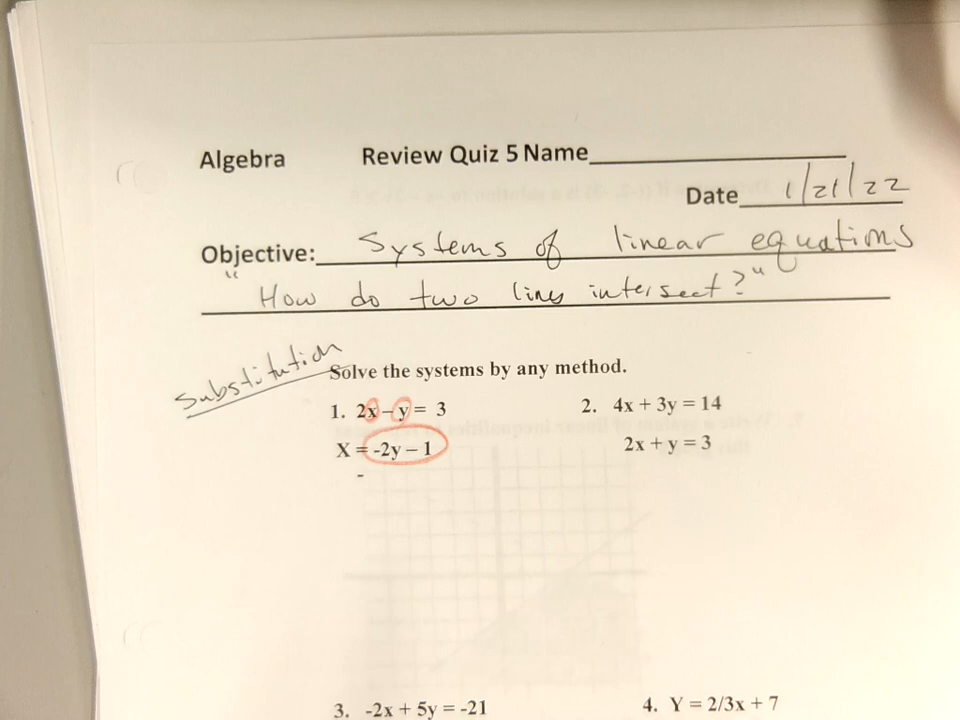 Algebra Review Quiz 5 Name
Date 1/21/22
Objective: Systems of linear equations
"How do two lines intersect?"
Substitution
Solve the systems by any method.
1. 2x – y = 3
2. 4x + 3y = 14
X = -2y – 1
2x + y = 3
-
3. -2x + 5y = -21
4. Y = 2/3x + 7